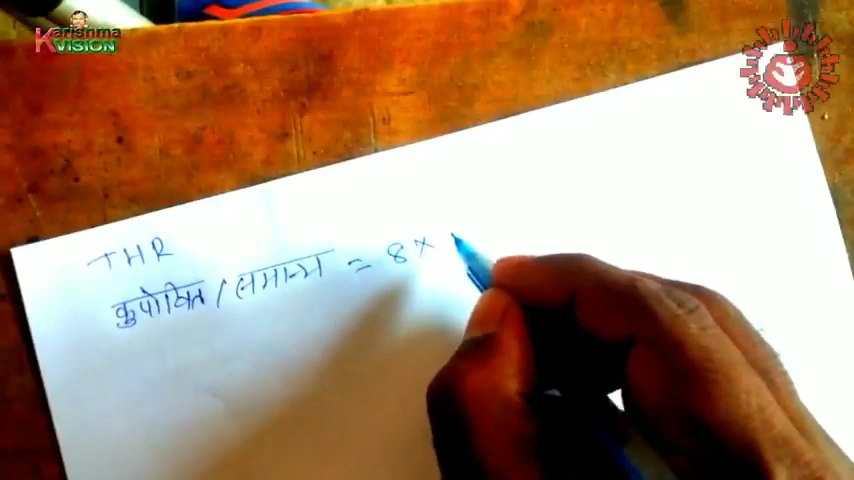 Karishma
VISION
THR
कुपोषित / सामान्य = 8 ×